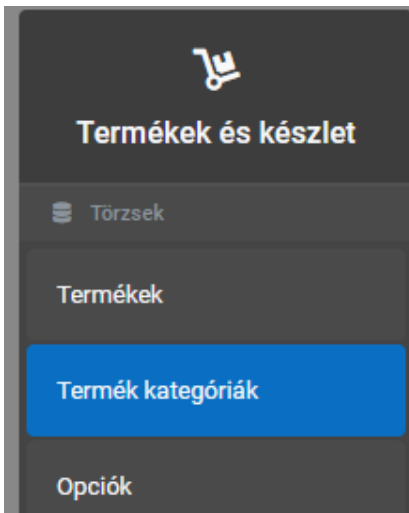 Termékek és készlet
Törzsek
Termékek
Termék kategóriák
Opciók